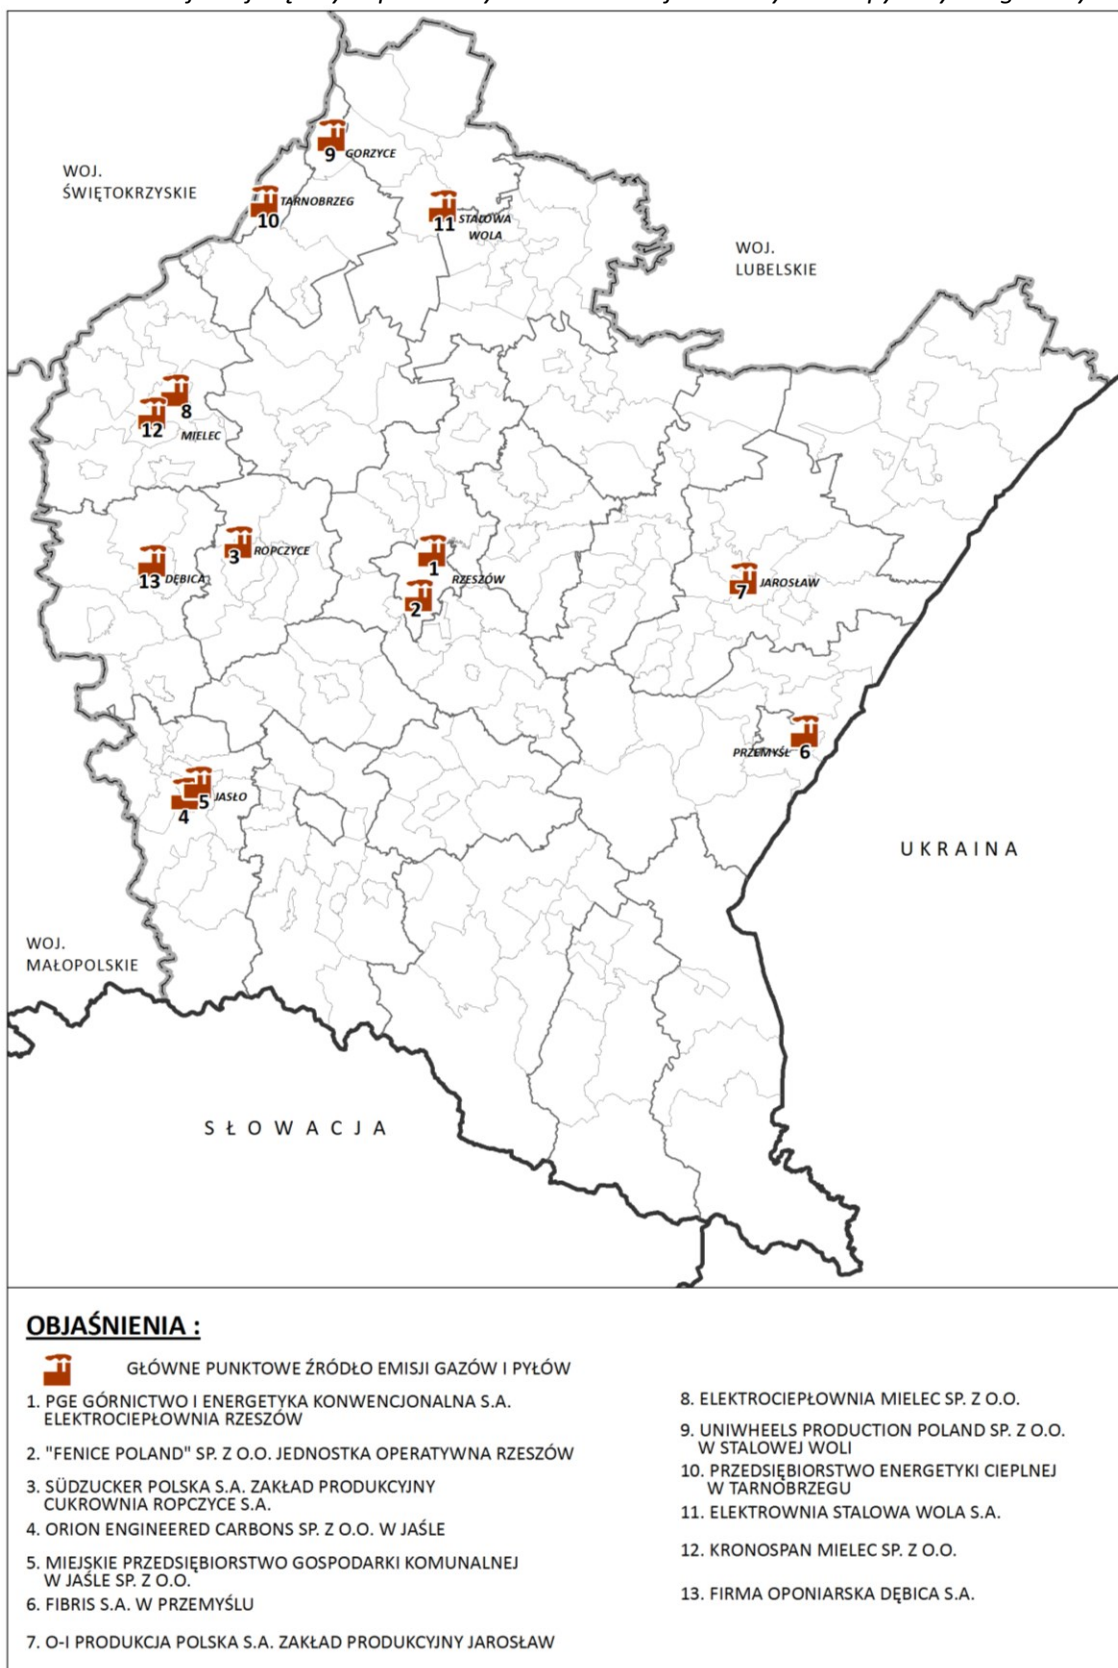 WOJ.
ŚWIĘTOKRZYSKIE
9
GORZYCE
10
TARNOBRZEG
11
STALOWA
WOLA
WOJ.
LUBELSKIE
8
12
MIELEC
3
ROPCZYCE
13
DĘBICA
1
RZESZÓW
2
7
JAROSŁAW
PRZEMYŚL
6
5
JASŁO
4
UKRAINA
WOJ.
MAŁOPOLSKIE
SŁOWACJA
OBJAŚNIENIA :
GŁÓWNE PUNKTOWE ŹRÓDŁO EMISJI GAZÓW I PYŁÓW
1. PGE GÓRNICTWO I ENERGETYKA KONWENCJONALNA S.A.
ELEKTROCIEPŁOWNIA RZESZÓW
2. "FENICE POLAND" SP. Z O.O. JEDNOSTKA OPERATYWNA RZESZÓW
3. SÜDZUCKER POLSKA S.A. ZAKŁAD PRODUKCYJNY
CUKROWNIA ROPCZYCE S.A.
4. ORION ENGINEERED CARBONS SP. Z O.O. W JAŚLE
5. MIEJSKIE PRZEDSIĘBIORSTWO GOSPODARKI KOMUNALNEJ
W JAŚLE SP. Z O.O.
6. FIBRIS S.A. W PRZEMYŚLU
7. O-I PRODUKCJA POLSKA S.A. ZAKŁAD PRODUKCYJNY JAROSŁAW
8. ELEKTROCIEPŁOWNIA MIELEC SP. Z O.O.
9. UNIWHEELS PRODUCTION POLAND SP. Z O.O.
W STALOWEJ WOLI
10. PRZEDSIĘBIORSTWO ENERGETYKI CIEPLNEJ
W TARNOBRZEGU
11. ELEKTROWNIA STALOWA WOLA S.A.
12. KRONOSPAN MIELEC SP. Z O.O.
13. FIRMA OPONIARSKA DĘBICA S.A.